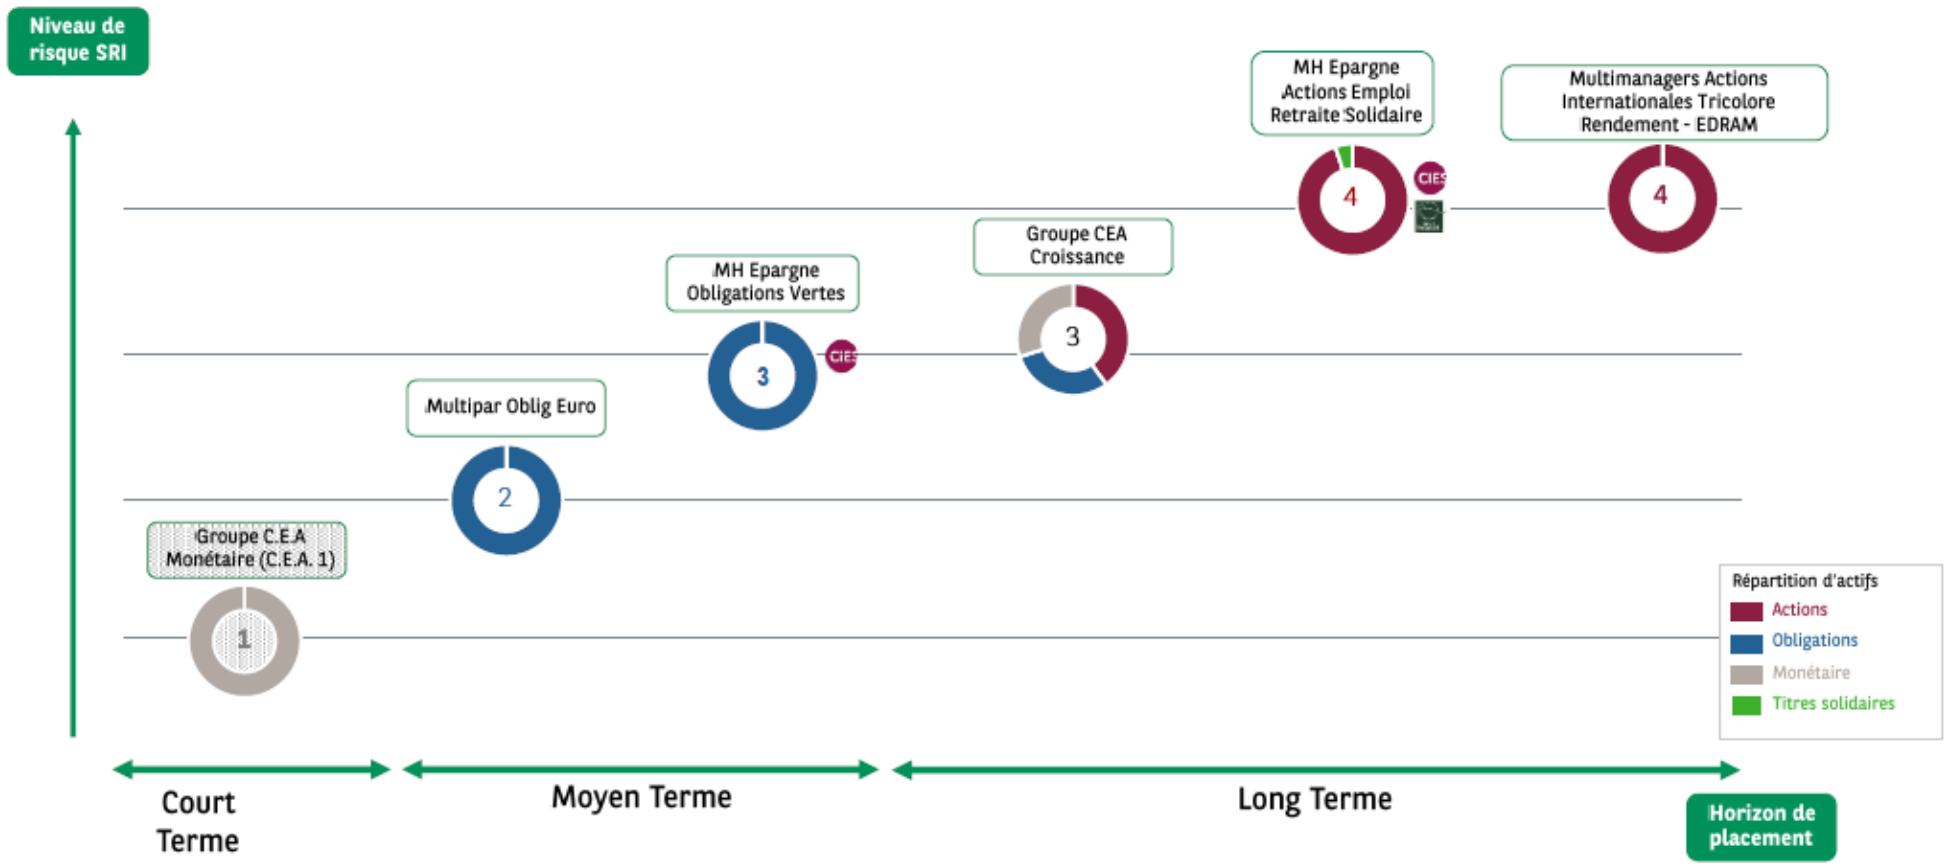 Niveau de
risque SRI
MH Epargne
Actions Emploi
Retraite Solidaire
Multimanagers Actions
Internationales Tricolore
Rendement - EDRAM
4
CIES
4
Groupe CEA
Croissance
3
MH Epargne
Obligations Vertes
3
CIES
Multipar Oblig Euro
2
Groupe C.E.A
Monétaire (C.E.A. 1)
1
Répartition d'actifs
Actions
Obligations
Monétaire
Titres solidaires
Court
Terme
Moyen Terme
Long Terme
Horizon de
placement